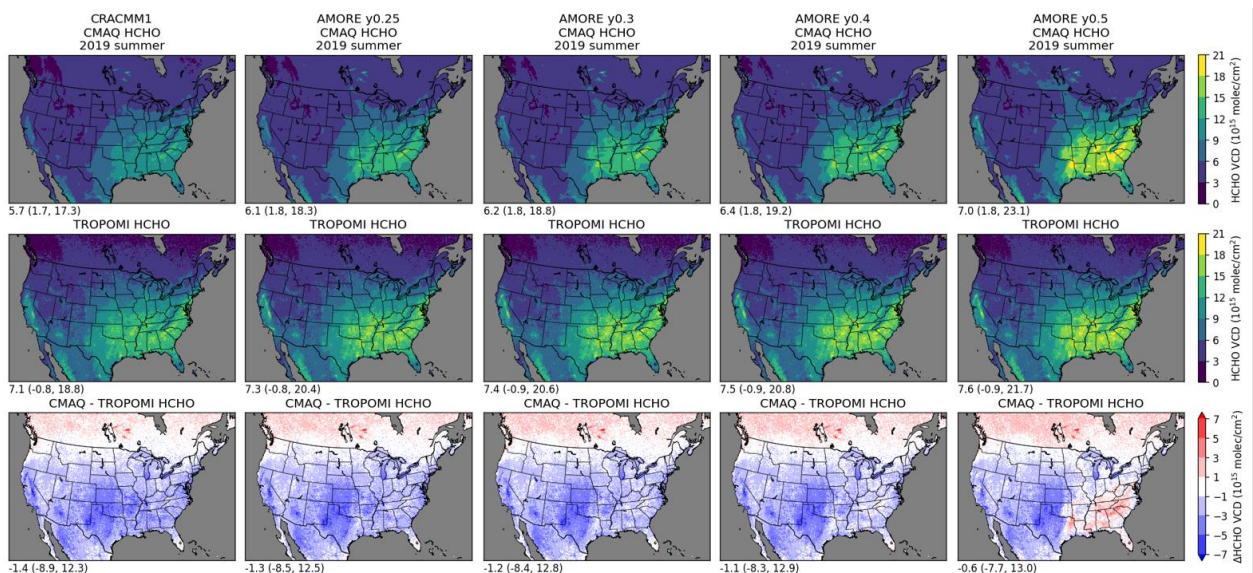 CRACMM1
CMAQ HCHO
2019 summer
AMORE y0.25
CMAQ HCHO
2019 summer
AMORE y0.3
CMAQ HCHO
2019 summer
AMORE y0.4
CMAQ HCHO
2019 summer
AMORE y0.5
CMAQ HCHO
2019 summer
21
18
15
12
9
6
3
0
HCHO VCD (10¹⁵ molec/cm²)
5.7 (1.7, 17.3)
6.1 (1.8, 18.3)
6.2 (1.8, 18.8)
6.4 (1.8, 19.2)
7.0 (1.8, 23.1)
TROPOMI HCHO
TROPOMI HCHO
TROPOMI HCHO
TROPOMI HCHO
TROPOMI HCHO
21
18
15
12
9
6
3
0
HCHO VCD (10¹⁵ molec/cm²)
7.1 (-0.8, 18.8)
7.3 (-0.8, 20.4)
7.4 (-0.9, 20.6)
7.5 (-0.9, 20.8)
7.6 (-0.9, 21.7)
CMAQ - TROPOMI HCHO
CMAQ - TROPOMI HCHO
CMAQ - TROPOMI HCHO
CMAQ - TROPOMI HCHO
CMAQ - TROPOMI HCHO
7
5
3
1
−1
−3
−5
−7
ΔHCHO VCD (10¹⁵ molec/cm²)
-1.4 (-8.9, 12.3)
-1.3 (-8.5, 12.5)
-1.2 (-8.4, 12.8)
-1.1 (-8.3, 12.9)
-0.6 (-7.7, 13.0)